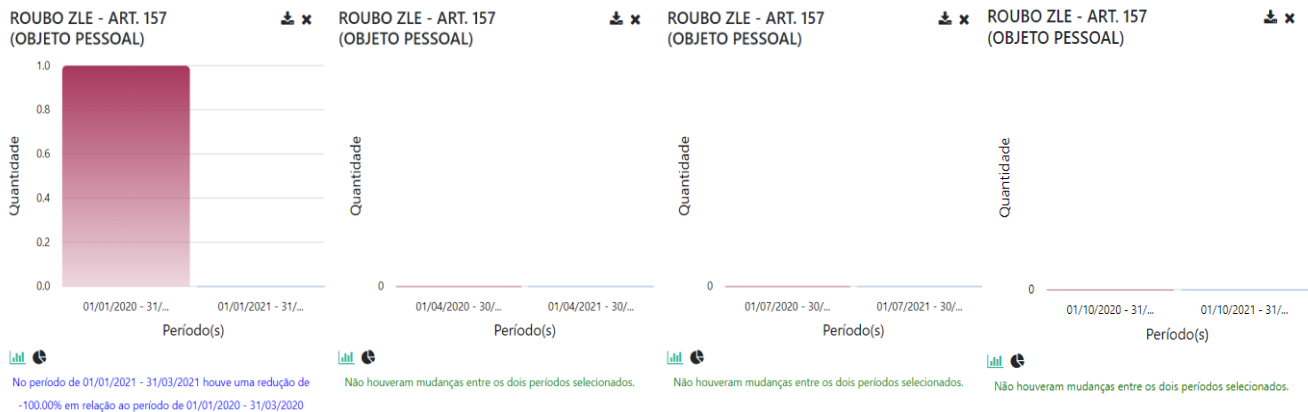 ROUBO ZLE - ART. 157
(OBJETO PESSOAL)
1.0
0.8
0.6
0.4
0.2
0.0
Quantidade
01/01/2020 - 31/...
01/01/2021 - 31/...
Período(s)
No período de 01/01/2021 - 31/03/2021 houve uma redução de
-100.00% em relação ao período de 01/01/2020 - 31/03/2020
ROUBO ZLE - ART. 157
(OBJETO PESSOAL)
Quantidade
0
01/04/2020 - 30/...
01/04/2021 - 30/...
Período(s)
Não houveram mudanças entre os dois períodos selecionados.
ROUBO ZLE - ART. 157
(OBJETO PESSOAL)
Quantidade
0
01/07/2020 - 30/...
01/07/2021 - 30/...
Período(s)
Não houveram mudanças entre os dois períodos selecionados.
ROUBO ZLE - ART. 157
(OBJETO PESSOAL)
Quantidade
0
01/10/2020 - 31/...
01/10/2021 - 31/...
Período(s)
Não houveram mudanças entre os dois períodos selecionados.